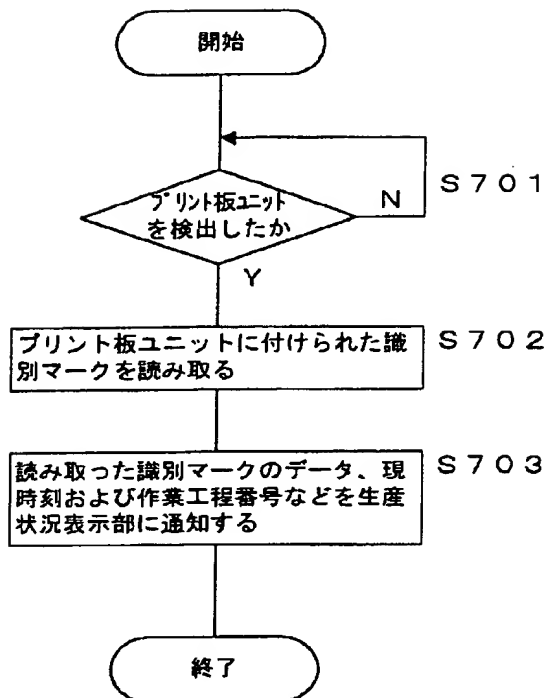 開始
プリント板ユニット
を検出したか
N
S701
Y
プリント板ユニットに付けられた識
別マークを読み取る
S702
読み取った識別マークのデータ、現
時刻および作業工程番号などを生産
状況表示部に通知する
S703
終了